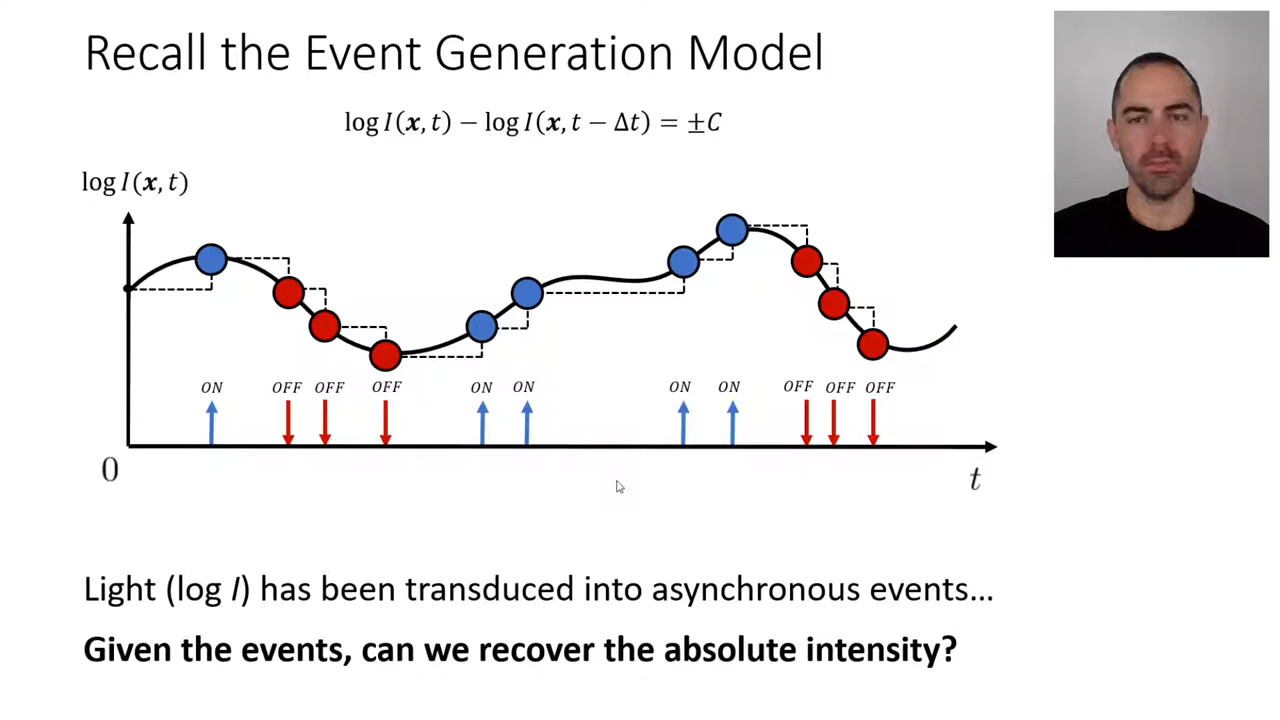 Recall the Event Generation Model
log I(x, t) − log I(x, t − Δt) = ±C
log I(x, t)
ON OFF OFF OFF ON ON ON ON OFF OFF OFF
0
t
Light (log I) has been transduced into asynchronous events…
Given the events, can we recover the absolute intensity?